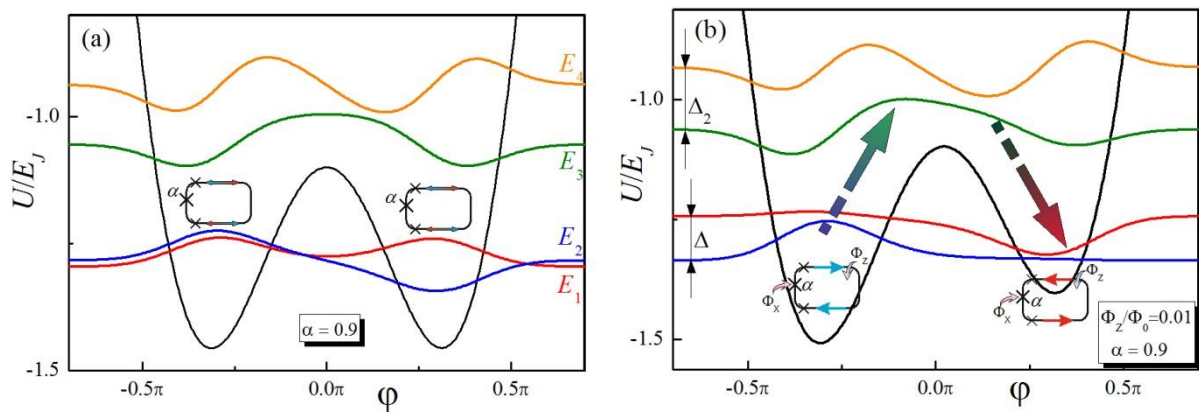 (a)
U/E_J
-1.0
-1.5
E_4
E_3
E_2
E_1
α
α
α = 0.9
-0.5π
0.0π
0.5π
φ
(b)
U/E_J
-1.0
-1.5
Δ_2
Δ
Φ_Z
Φ_X
α
Φ_Z
Φ_X
α
Φ_Z/Φ_0=0.01
α = 0.9
-0.5π
0.0π
0.5π
φ